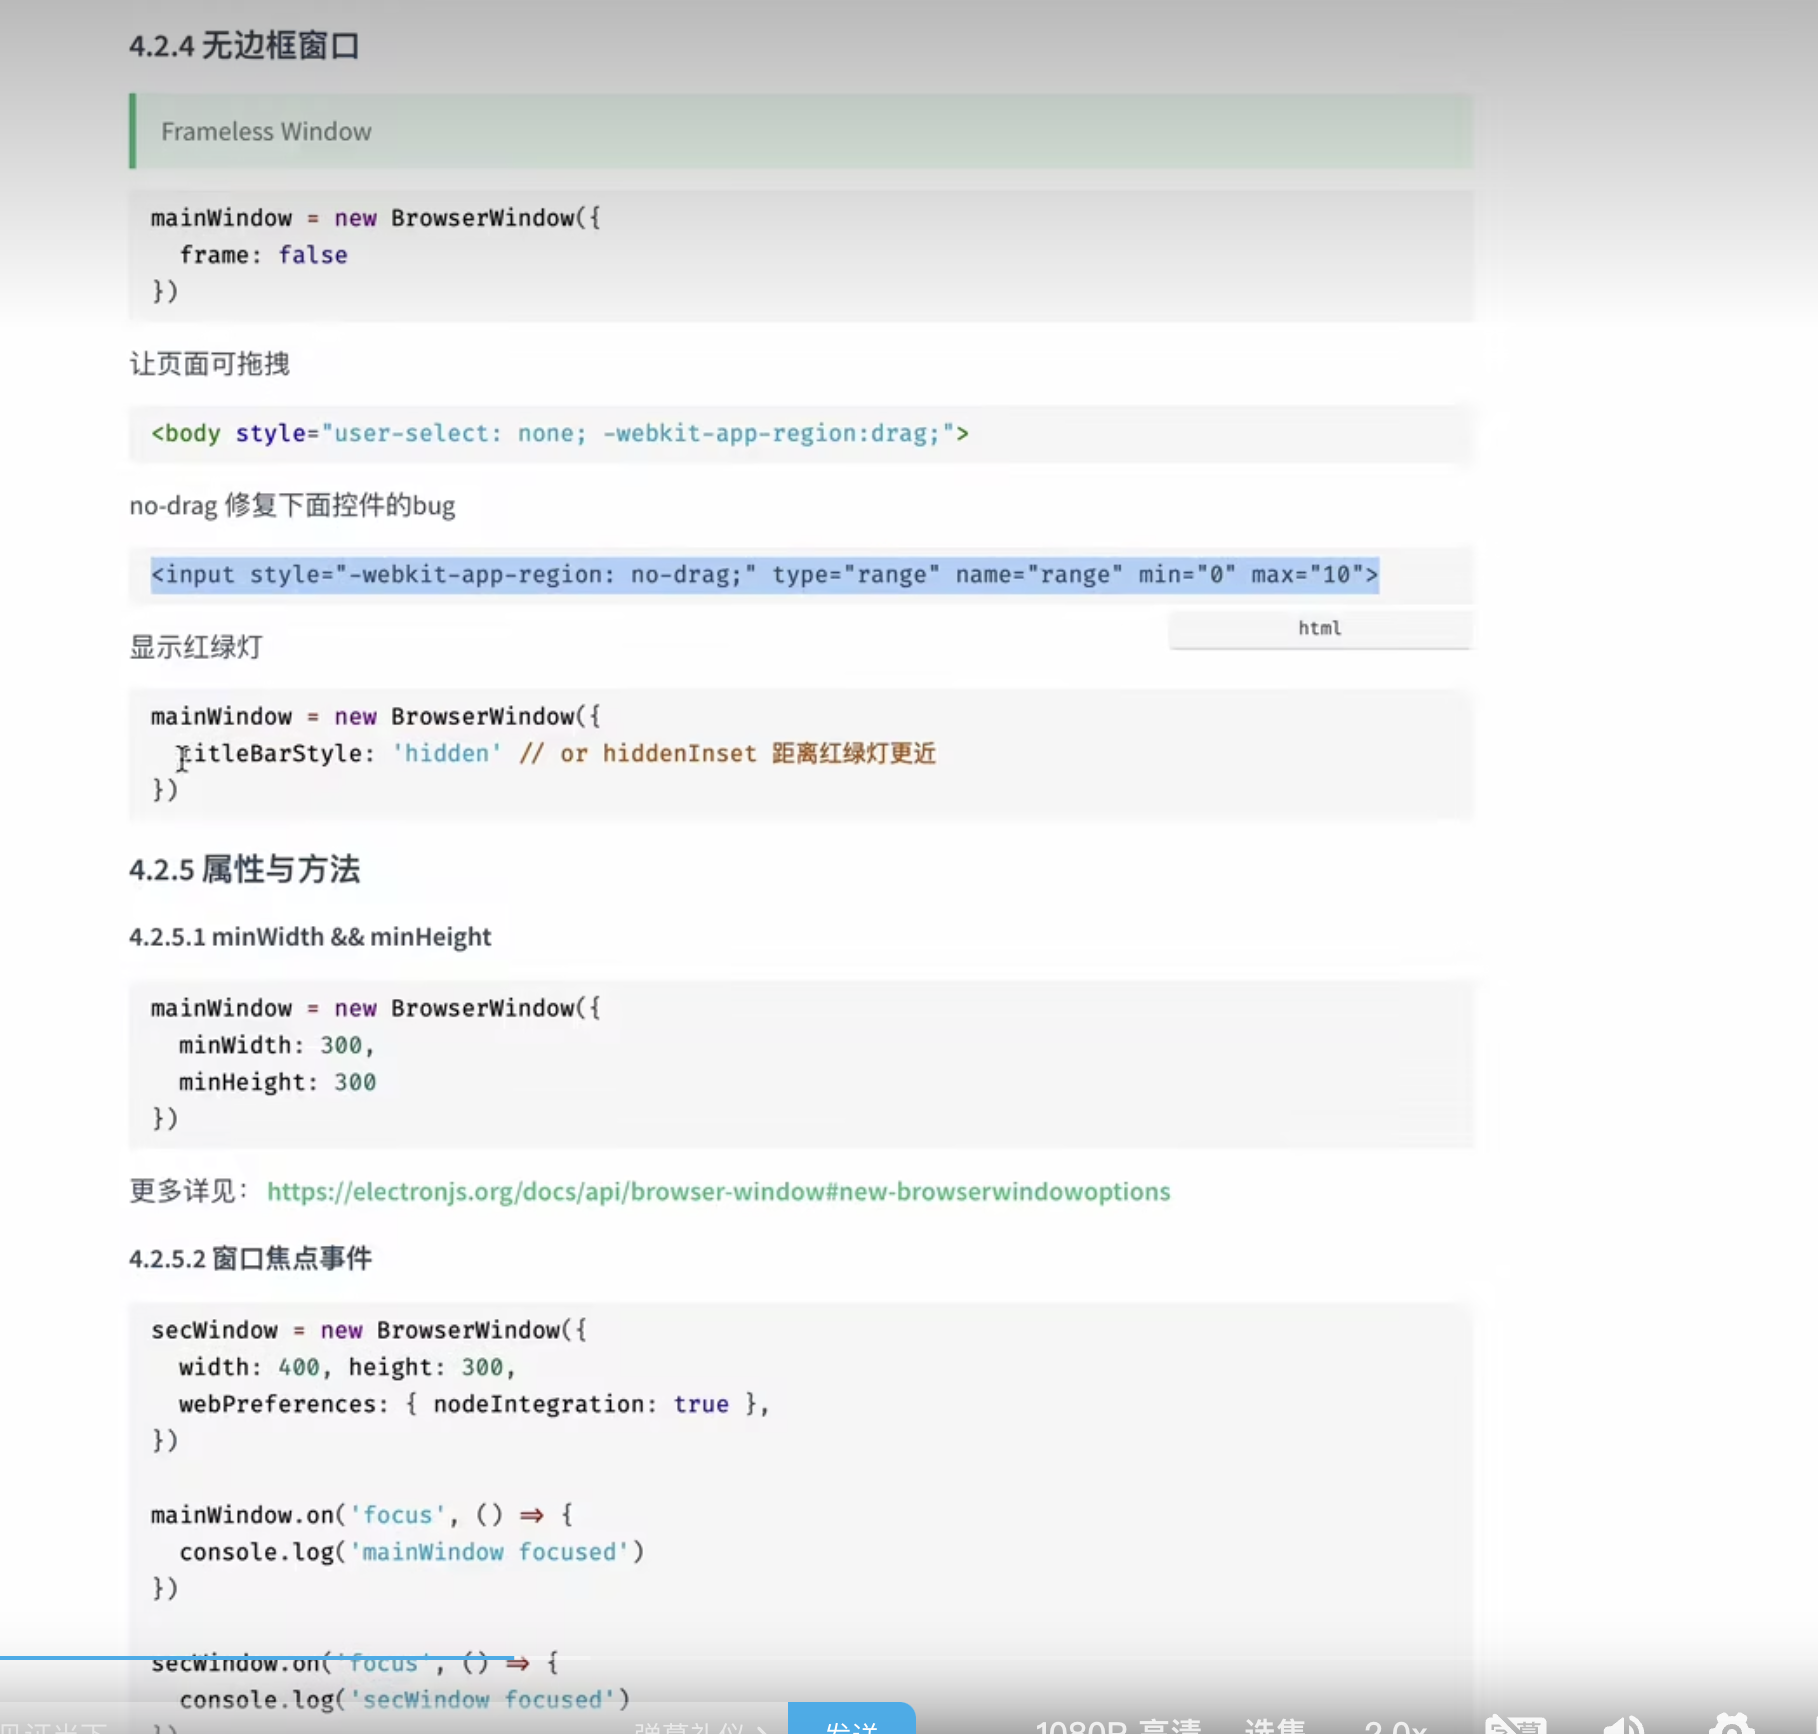 4.2.4 无边框窗口
Frameless Window
mainWindow = new BrowserWindow({
  frame: false
})
让页面可拖拽
<body style="user-select: none; -webkit-app-region:drag;">
no-drag 修复下面控件的bug
<input style="-webkit-app-region: no-drag;" type="range" name="range" min="0" max="10">
html
显示红绿灯
mainWindow = new BrowserWindow({
  titleBarStyle: 'hidden' // or hiddenInset 距离红绿灯更近
})
4.2.5 属性与方法
4.2.5.1 minWidth && minHeight
mainWindow = new BrowserWindow({
  minWidth: 300,
  minHeight: 300
})
更多详见： https://electronjs.org/docs/api/browser-window#new-browserwindowoptions
4.2.5.2 窗口焦点事件
secWindow = new BrowserWindow({
  width: 400, height: 300,
  webPreferences: { nodeIntegration: true },
})
mainWindow.on('focus', () => {
  console.log('mainWindow focused')
})
secWindow.on('focus', () => {
  console.log('secWindow focused')
})
见证当下 弹幕礼仪 > 发送 1080P 高清 选集 2.0x